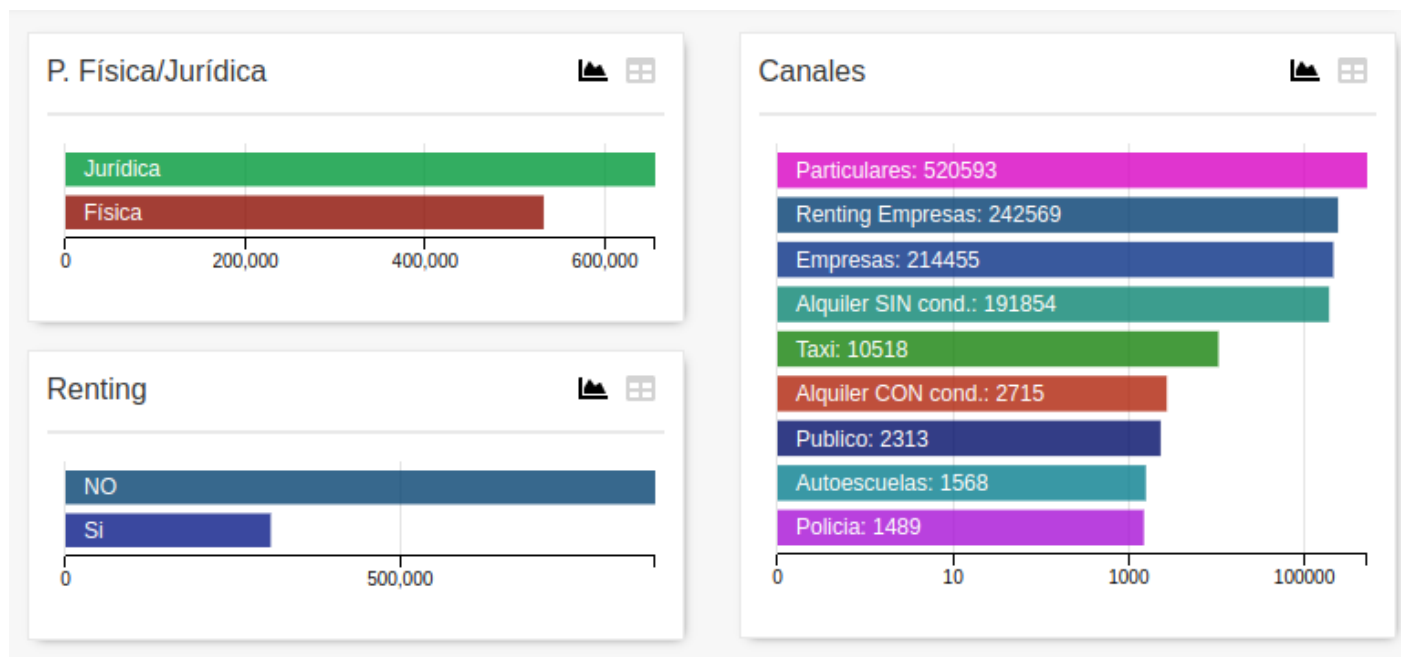 P. Física/Jurídica
Jurídica
Física
0 200,000 400,000 600,000
Renting
NO
Si
0 500,000
Canales
Particulares: 520593
Renting Empresas: 242569
Empresas: 214455
Alquiler SIN cond.: 191854
Taxi: 10518
Alquiler CON cond.: 2715
Publico: 2313
Autoescuelas: 1568
Policia: 1489
0 10 1000 100000